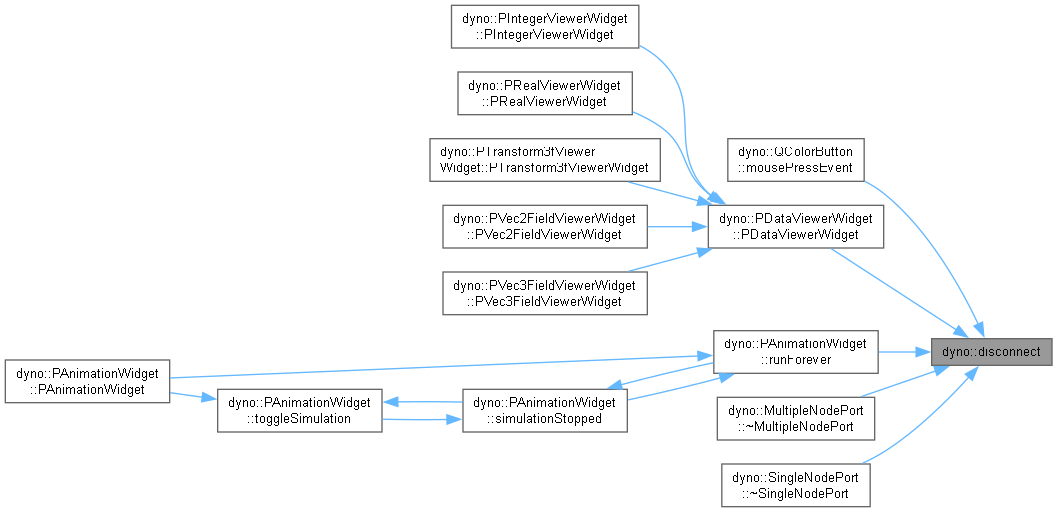 dyno::PIntegerViewerWidget
::PIntegerViewerWidget
dyno::PRealViewerWidget
::PRealViewerWidget
dyno::PTransform3fViewer
Widget::PTransform3fViewerWidget
dyno::QColorButton
::mousePressEvent
dyno::PVec2FieldViewerWidget
::PVec2FieldViewerWidget
dyno::PDataViewerWidget
::PDataViewerWidget
dyno::PVec3FieldViewerWidget
::PVec3FieldViewerWidget
dyno::PAnimationWidget
::runForever
dyno::disconnect
dyno::PAnimationWidget
::PAnimationWidget
dyno::PAnimationWidget
::toggleSimulation
dyno::PAnimationWidget
::simulationStopped
dyno::MultipleNodePort
::~MultipleNodePort
dyno::SingleNodePort
::~SingleNodePort